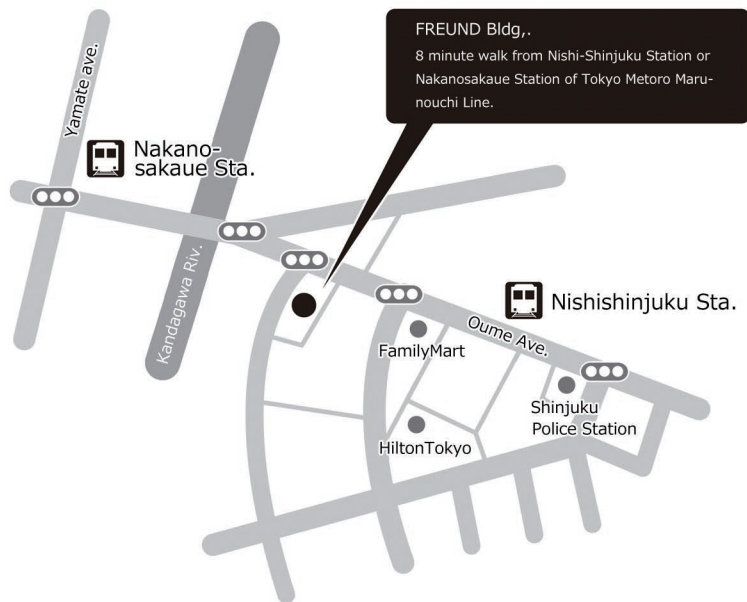 FREUND Bldg,.
8 minute walk from Nishi-Shinjuku Station or
Nakanosakaue Station of Tokyo Metoro Maru-
nouchi Line.
Yamate ave.
Nakano-
sakaue Sta.
Kandagawa Riv.
Nishishinjuku Sta.
Oume Ave.
FamilyMart
Shinjuku
Police Station
HiltonTokyo